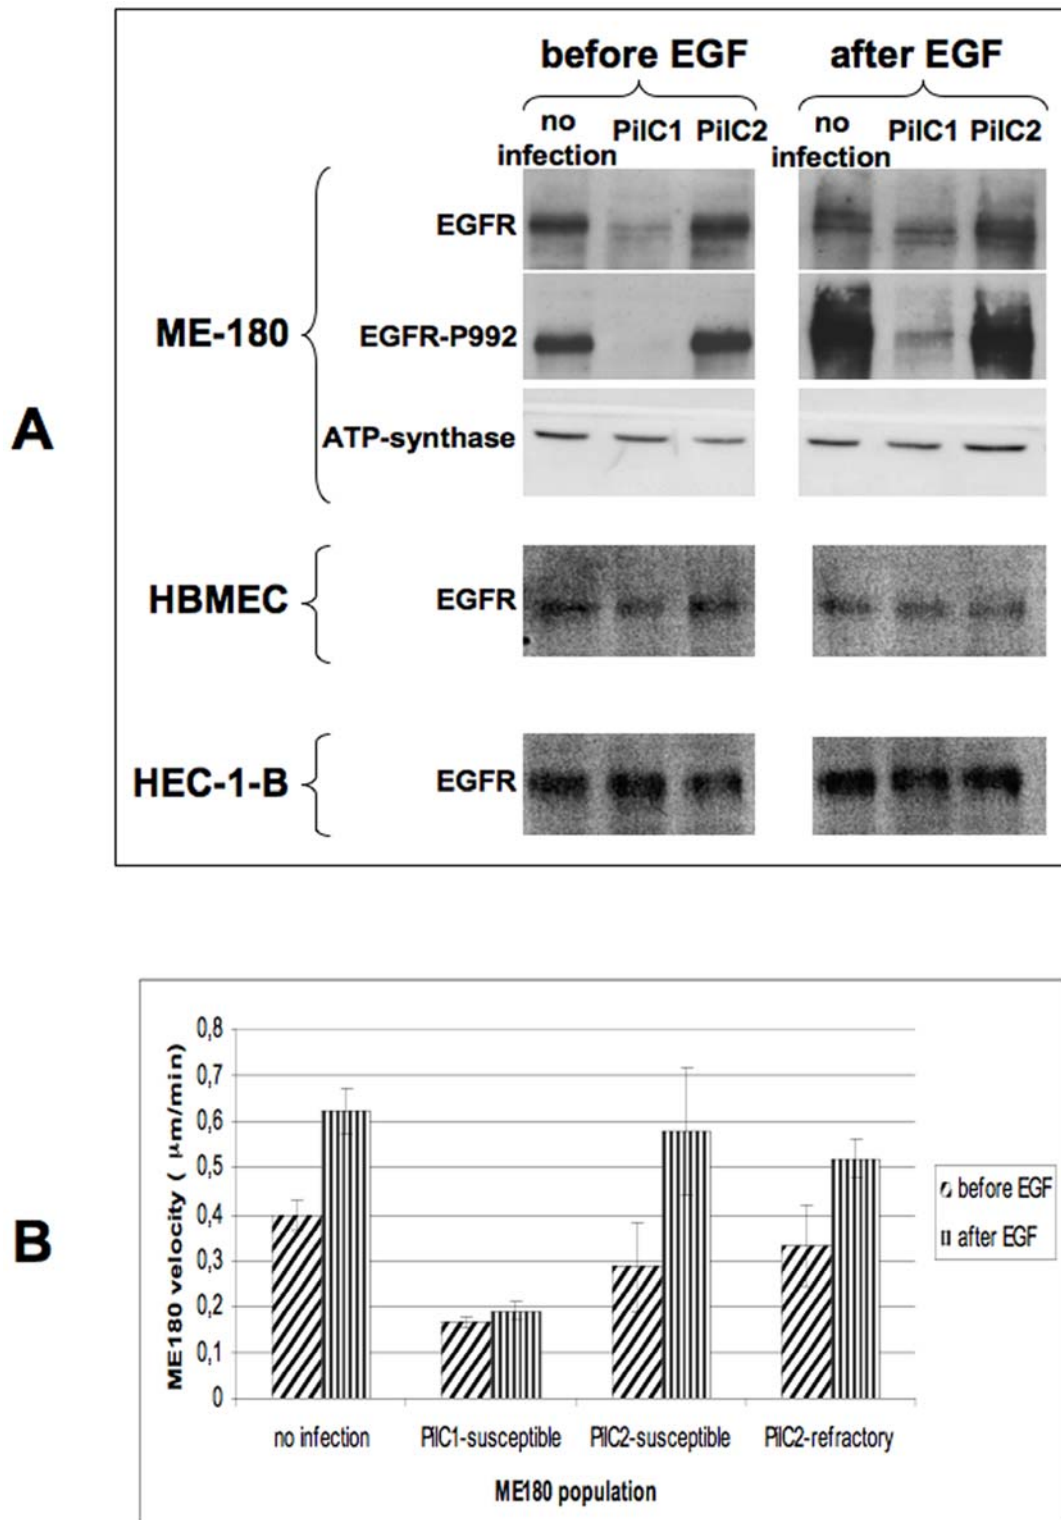 A
before EGF
after EGF
no infection
PilC1
PilC2
no infection
PilC1
PilC2
ME-180
EGFR
EGFR-P992
ATP-synthase
HBMEC
EGFR
HEC-1-B
EGFR
B
ME180 velocity ( μm/min)
0,8
0,7
0,6
0,5
0,4
0,3
0,2
0,1
0
no infection
PilC1-susceptible
PilC2-susceptible
PilC2-refractory
ME180 population
before EGF
after EGF